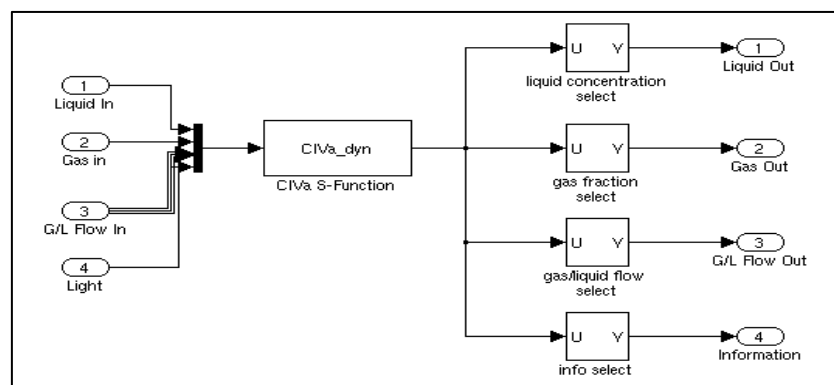 1
Liquid In
2
Gas in
3
G/L Flow In
4
Light
CIVa_dyn
CIVa S-Function
U Y
liquid concentration
select
U Y
gas fraction
select
U Y
gas/liquid flow
select
U Y
info select
1
Liquid Out
2
Gas Out
3
G/L Flow Out
4
Information